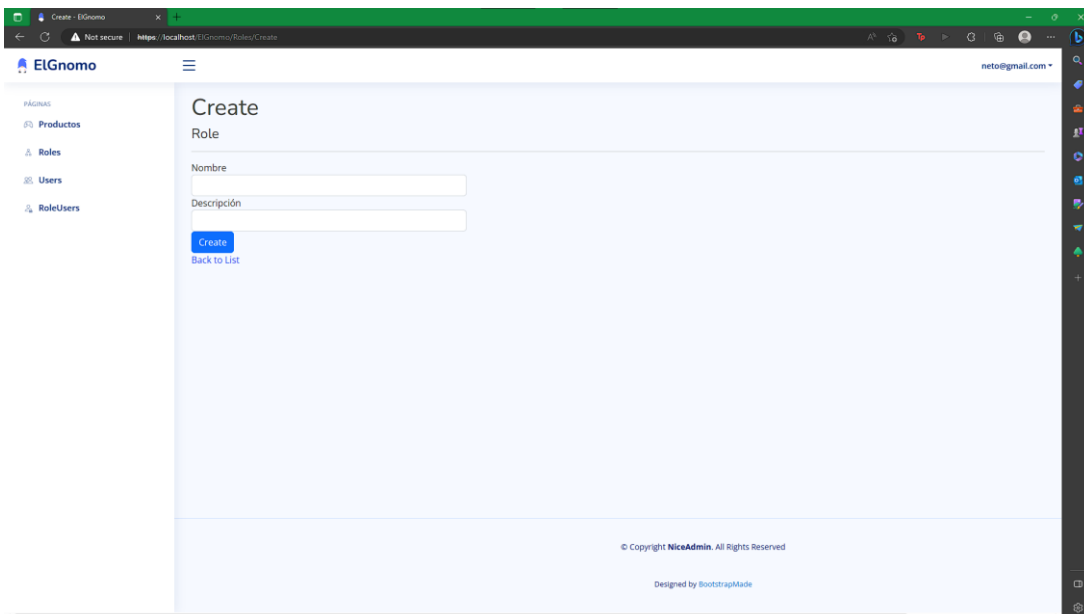 Create - ElGnomo
Not secure https://localhost/ElGnomo/Roles/Create
ElGnomo
neto@gmail.com
PÁGINAS
Productos
Roles
Users
RoleUsers
Create
Role
Nombre
Descripción
Create
Back to List
© Copyright NiceAdmin. All Rights Reserved
Designed by BootstrapMade